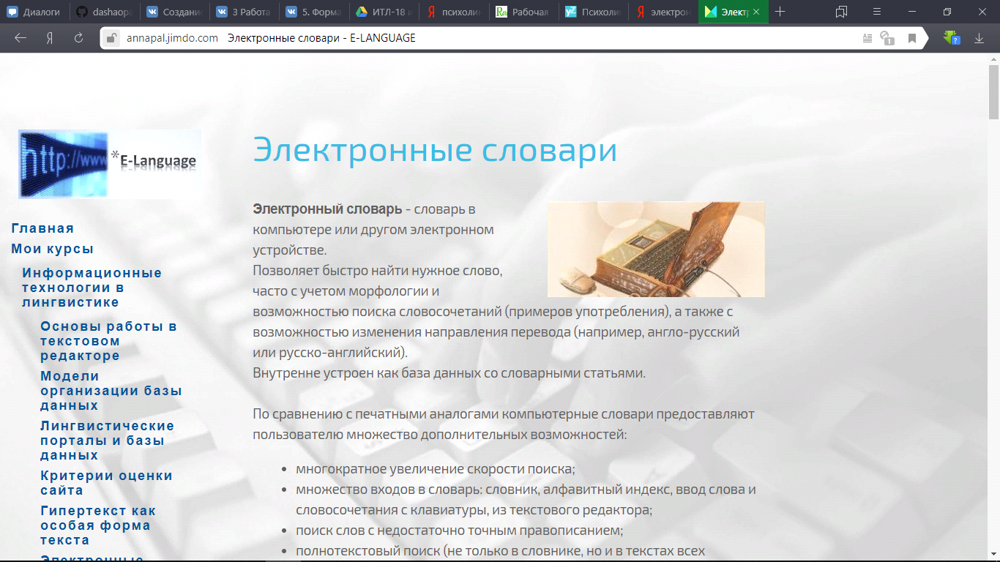 Диалоги
dashaopa
Создани
3 Работа
5. Форма
ИТЛ-18 и
психоли
Рабочая
Психоли
электрон
Электр
annapal.jimdo.com Электронные словари - E-LANGUAGE
http://www
*E-Language
Главная
Мои курсы
Информационные
технологии в
лингвистике
Основы работы в
текстовом
редакторе
Модели
организации базы
данных
Лингвистические
порталы и базы
данных
Критерии оценки
сайта
Гипертекст как
особая форма
текста
Электронные
Электронные словари
Электронный словарь - словарь в
компьютере или другом электронном
устройстве.
Позволяет быстро найти нужное слово,
часто с учетом морфологии и
возможностью поиска словосочетаний (примеров употребления), а также с
возможностью изменения направления перевода (например, англо-русский
или русско-английский).
Внутренне устроен как база данных со словарными статьями.
По сравнению с печатными аналогами компьютерные словари предоставляют
пользователю множество дополнительных возможностей:
• многократное увеличение скорости поиска;
• множество входов в словарь: словник, алфавитный индекс, ввод слова и
словосочетания с клавиатуры, из текстового редактора;
• поиск слов с недостаточно точным правописанием;
• полнотекстовый поиск (не только в словнике, но и в текстах всех